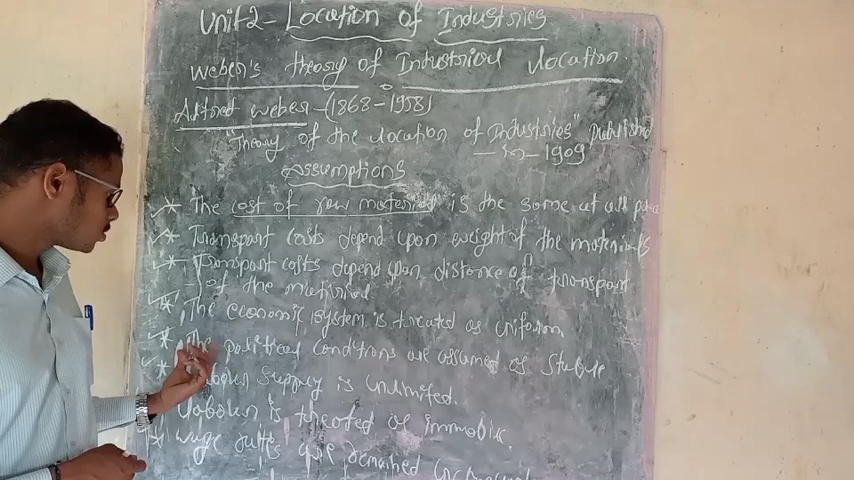 Unit 2 - Location of Industries
Weber's theory of Industrial location
Alfred Weber - (1868-1958)
"Theory of the location of Industries" Published
- in - 1909
Assumptions
* The cost of raw materials is the same at all
* Transport costs depend upon weight of the materials
* Transport costs depend upon distance of transport
- of the material
* The economic system is treated as uniform
* The political conditions are assumed as stable
* Supply is unlimited.
Labour is treated as immobile.
* wage rates are remained